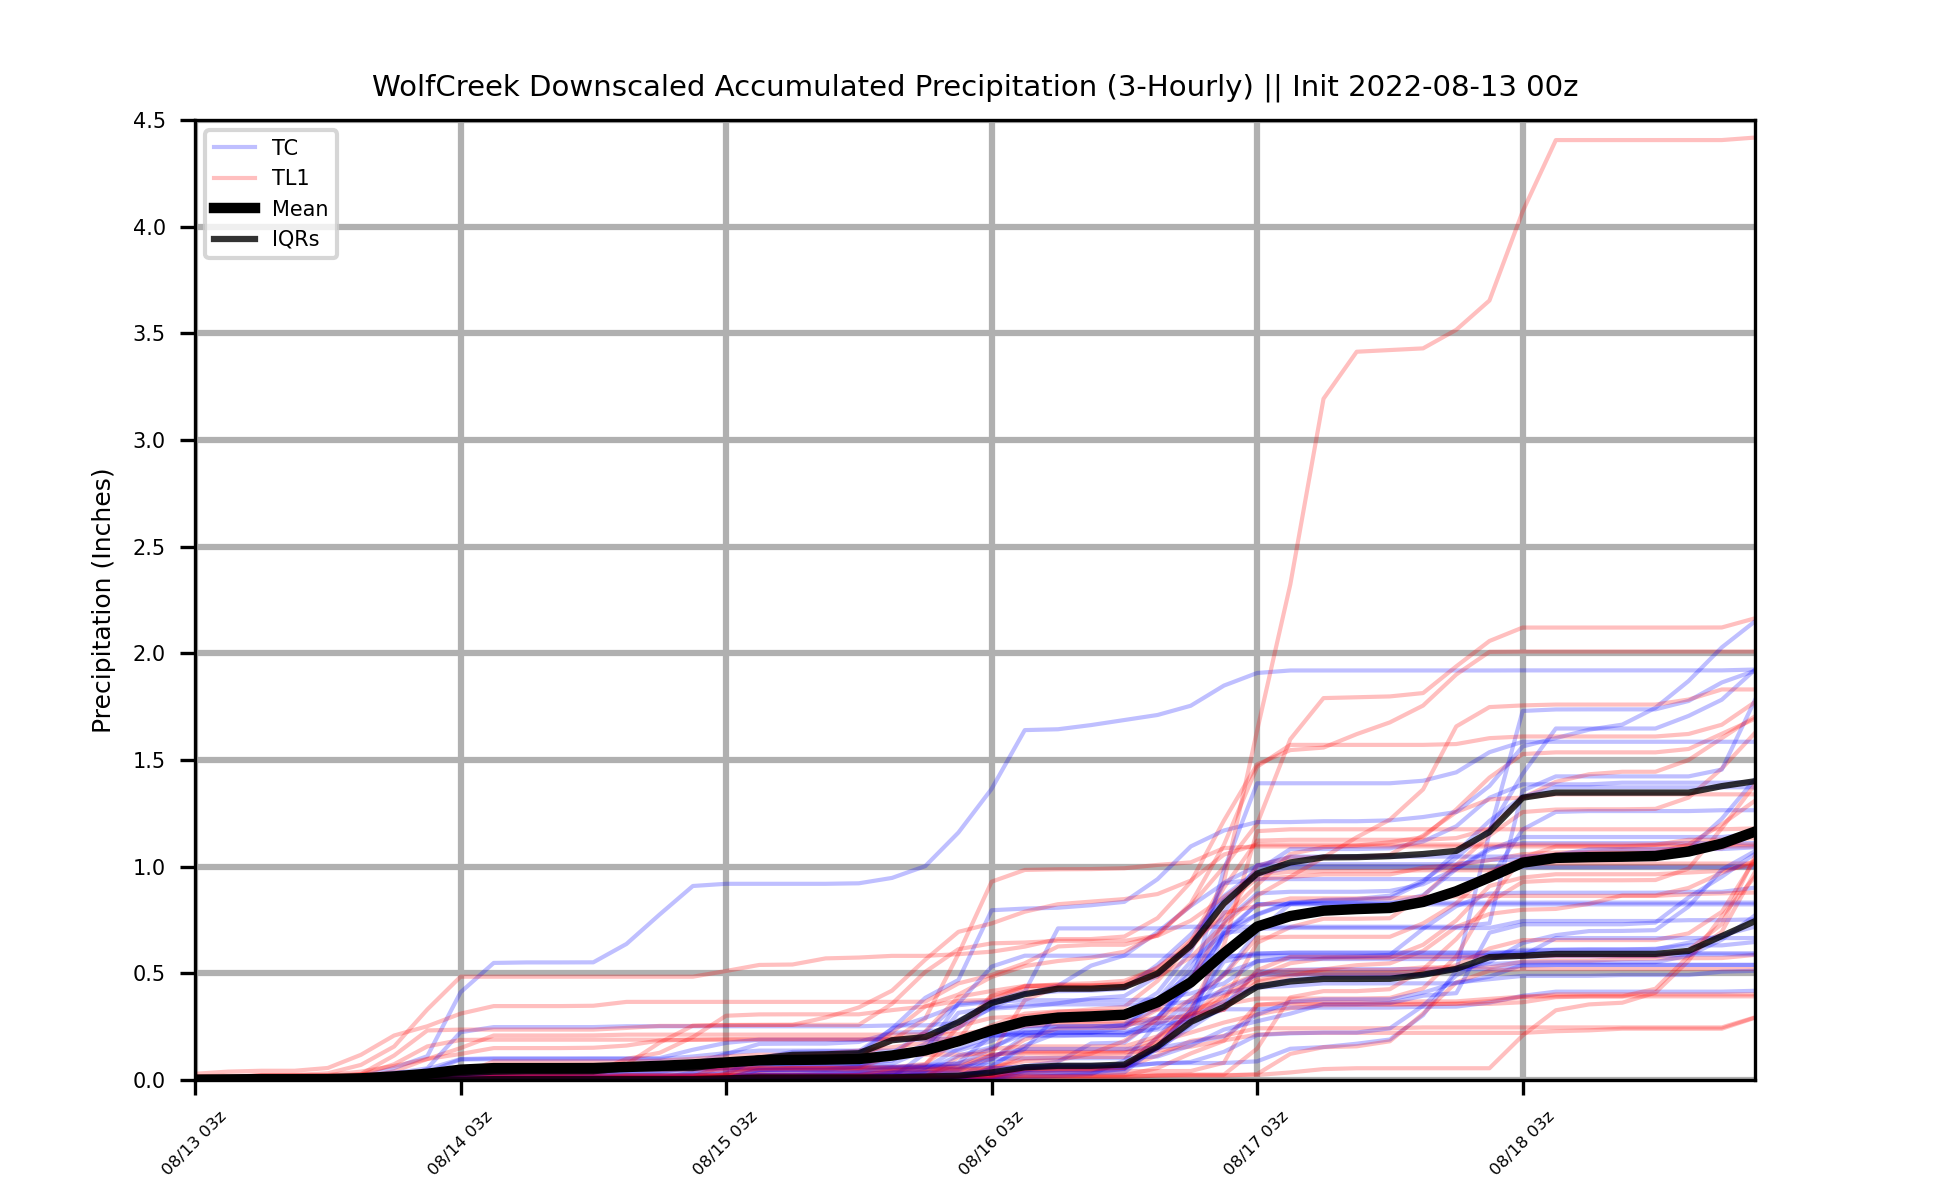 WolfCreek Downscaled Accumulated Precipitation (3-Hourly) || Init 2022-08-13 00z
4.5
4.0
3.5
3.0
2.5
2.0
1.5
1.0
0.5
0.0
Precipitation (Inches)
TC
TL1
Mean
IQRs
08/13 03z
08/14 03z
08/15 03z
08/16 03z
08/17 03z
08/18 03z